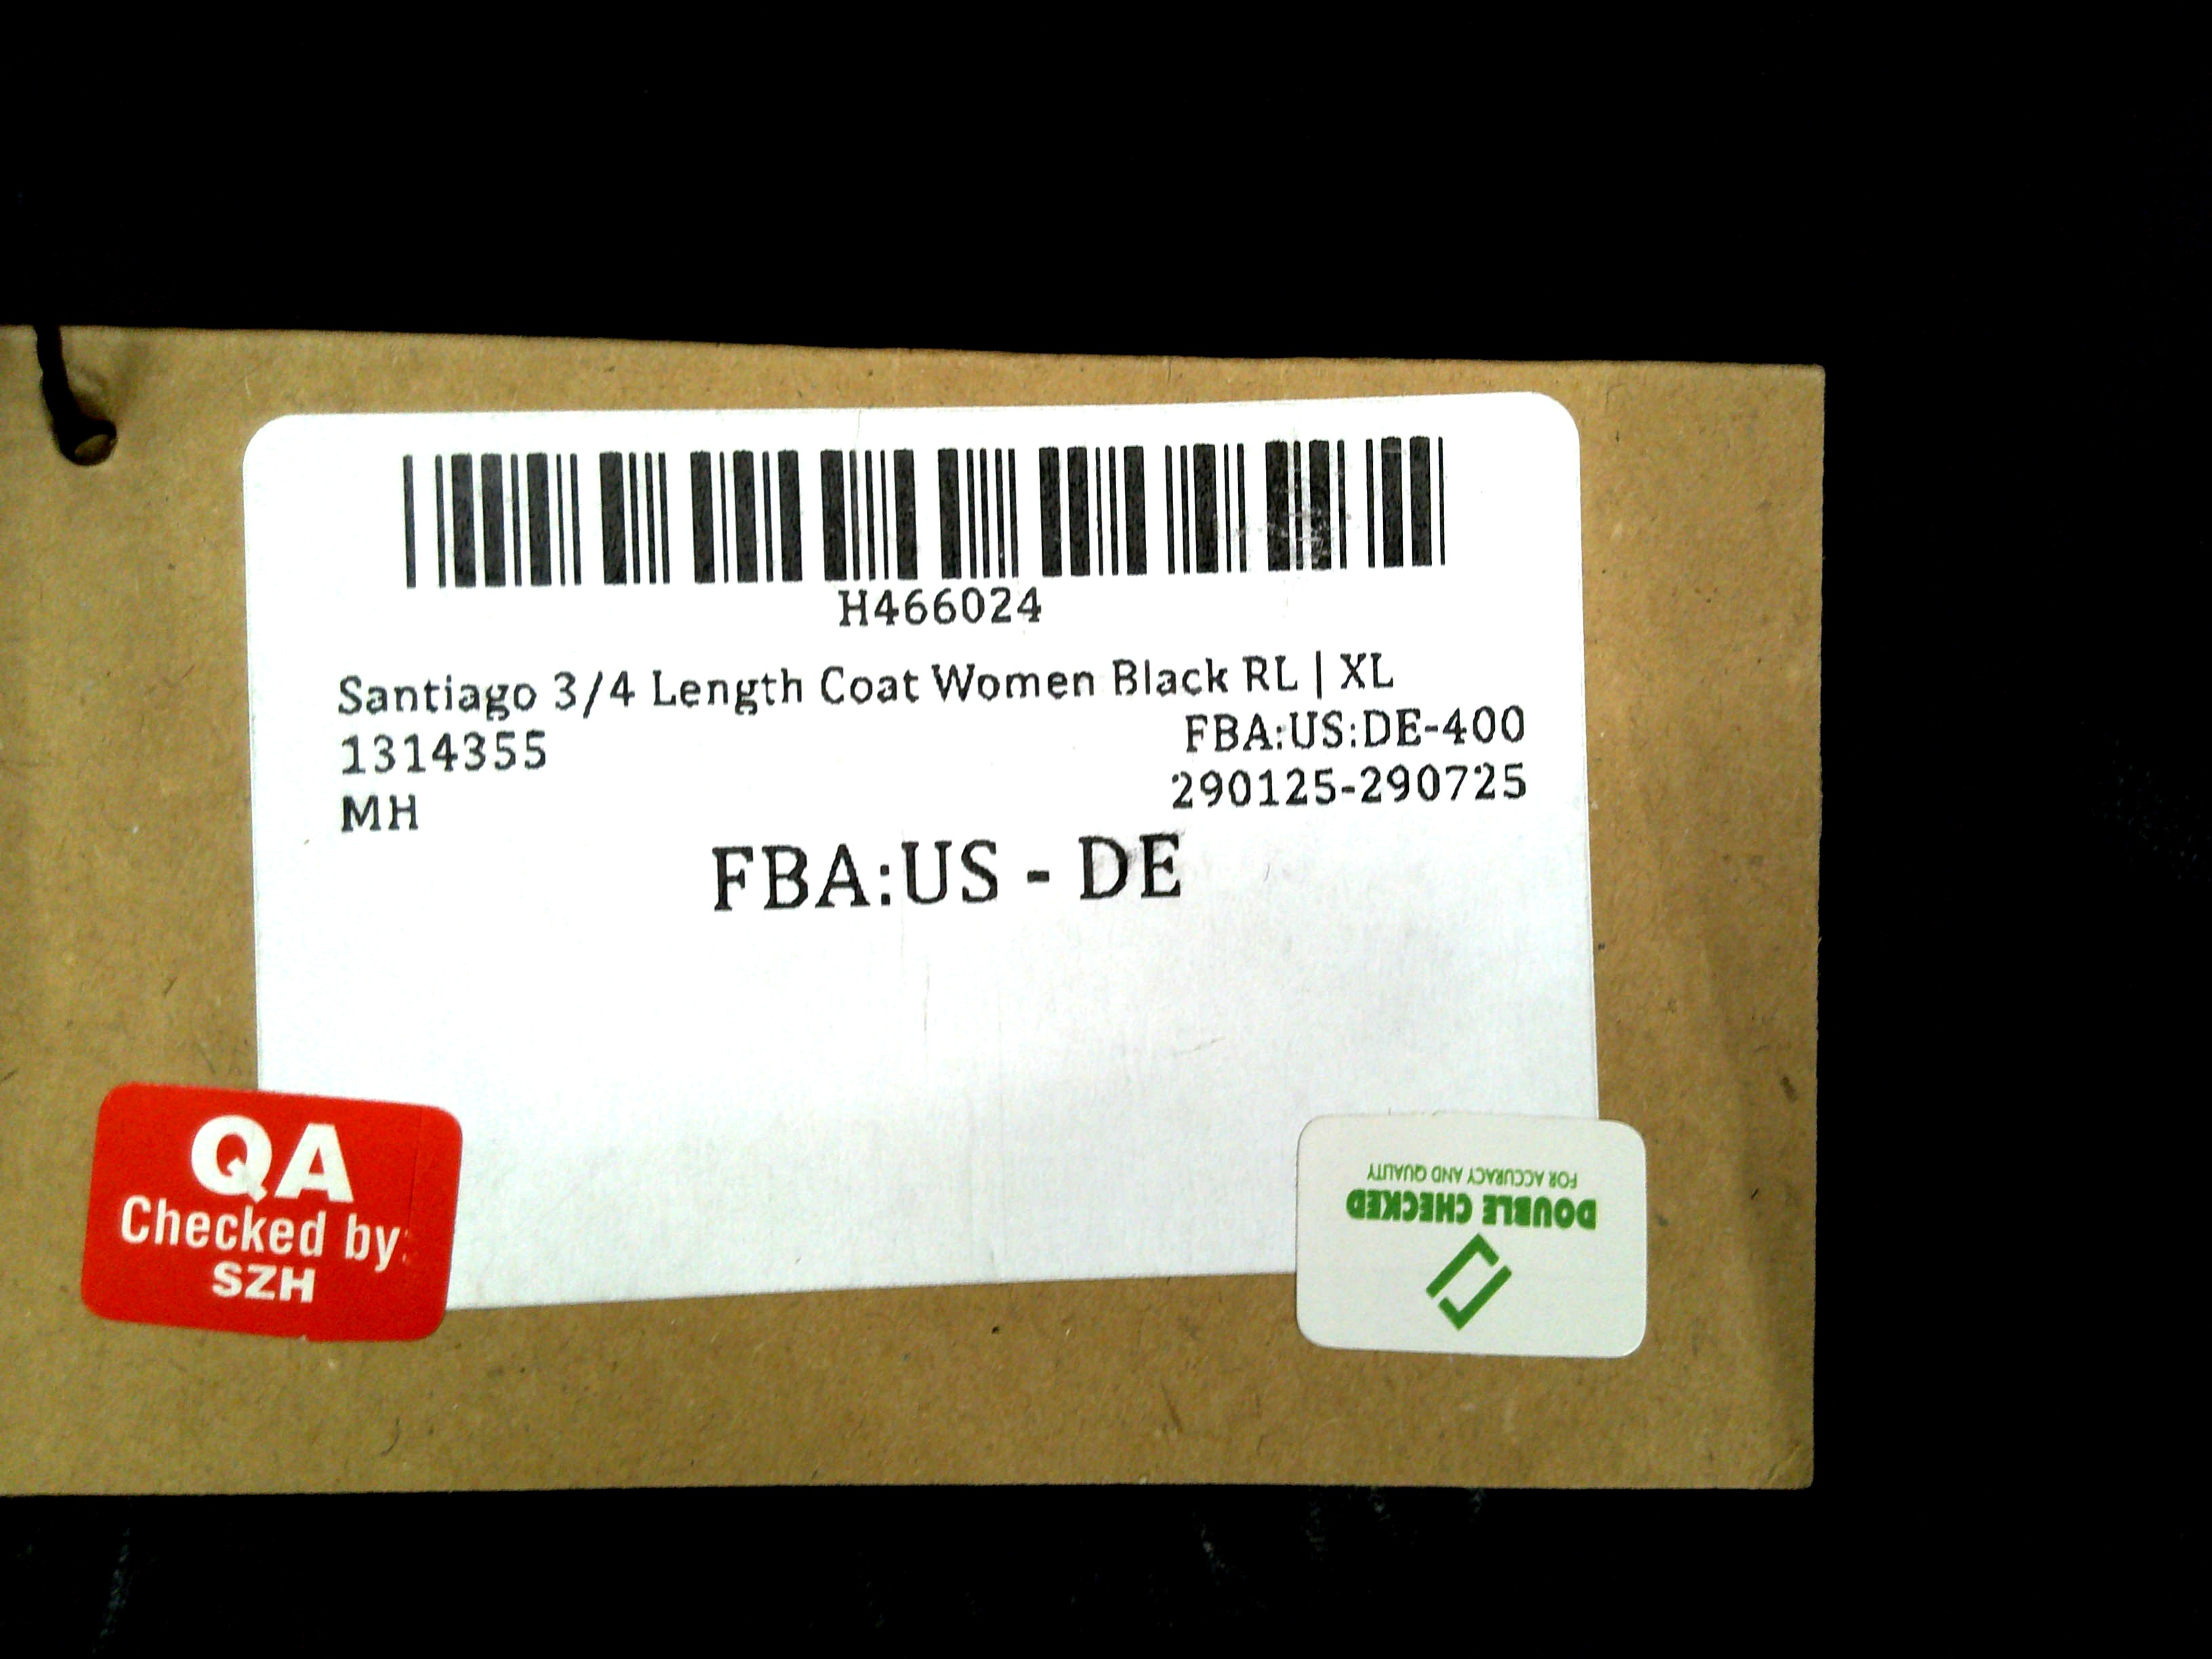 H466024
Santiago 3/4 Length Coat Women Black RL | XL
1314355
FBA:US:DE-400
MH
290125-290725
FBA:US - DE
QA
Checked by:
SZH
DOUBLE CHECKED
FOR ACCURACY AND QUALITY